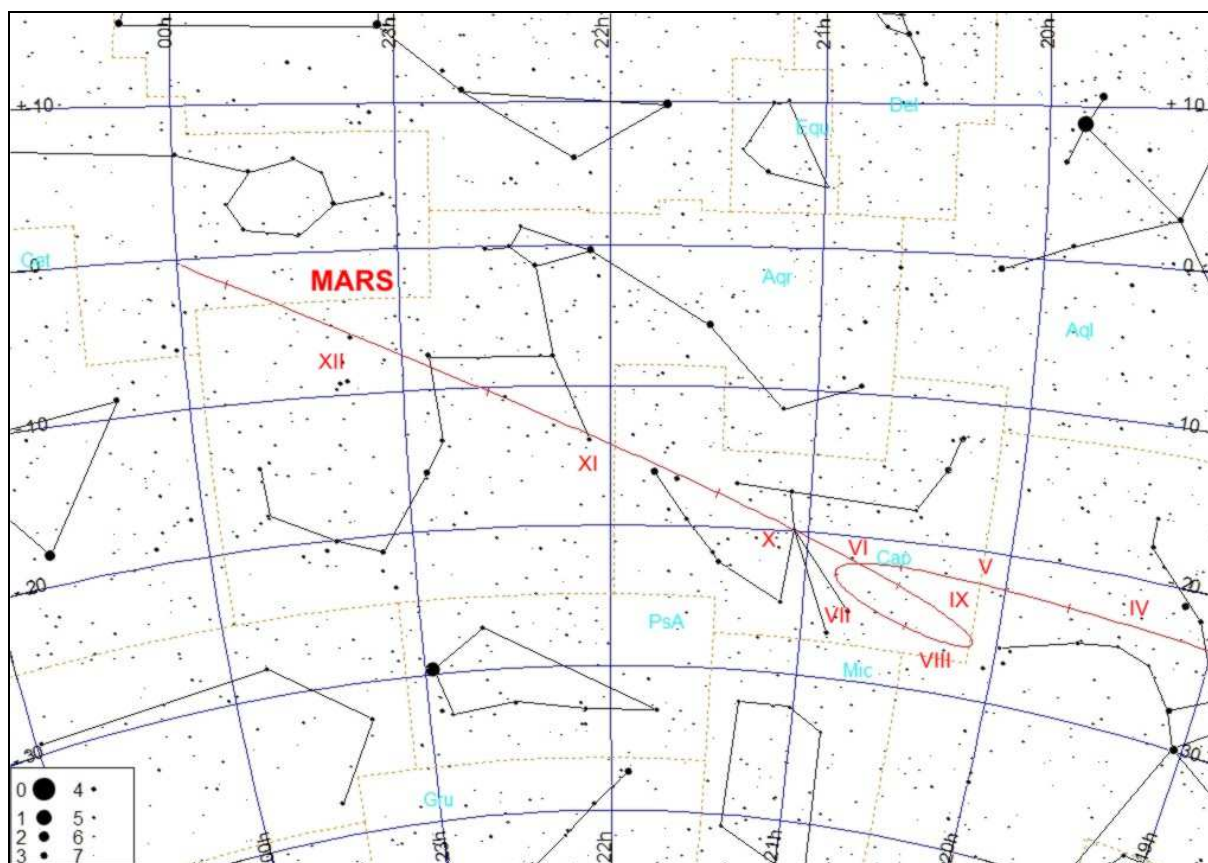 00h 23h 22h 21h 20h
+ 10 + 10
Equ Del
Cet 0 0
MARS Aqr
Aql
XII
- 10 - 10
XI
X VI Cap V
- 20 IX IV - 20
VII
PsA
VIII
Mic
- 30 - 30
0 4
1 5
2 6
3 7
Gru
00h 23h 22h 21h 20h 19h